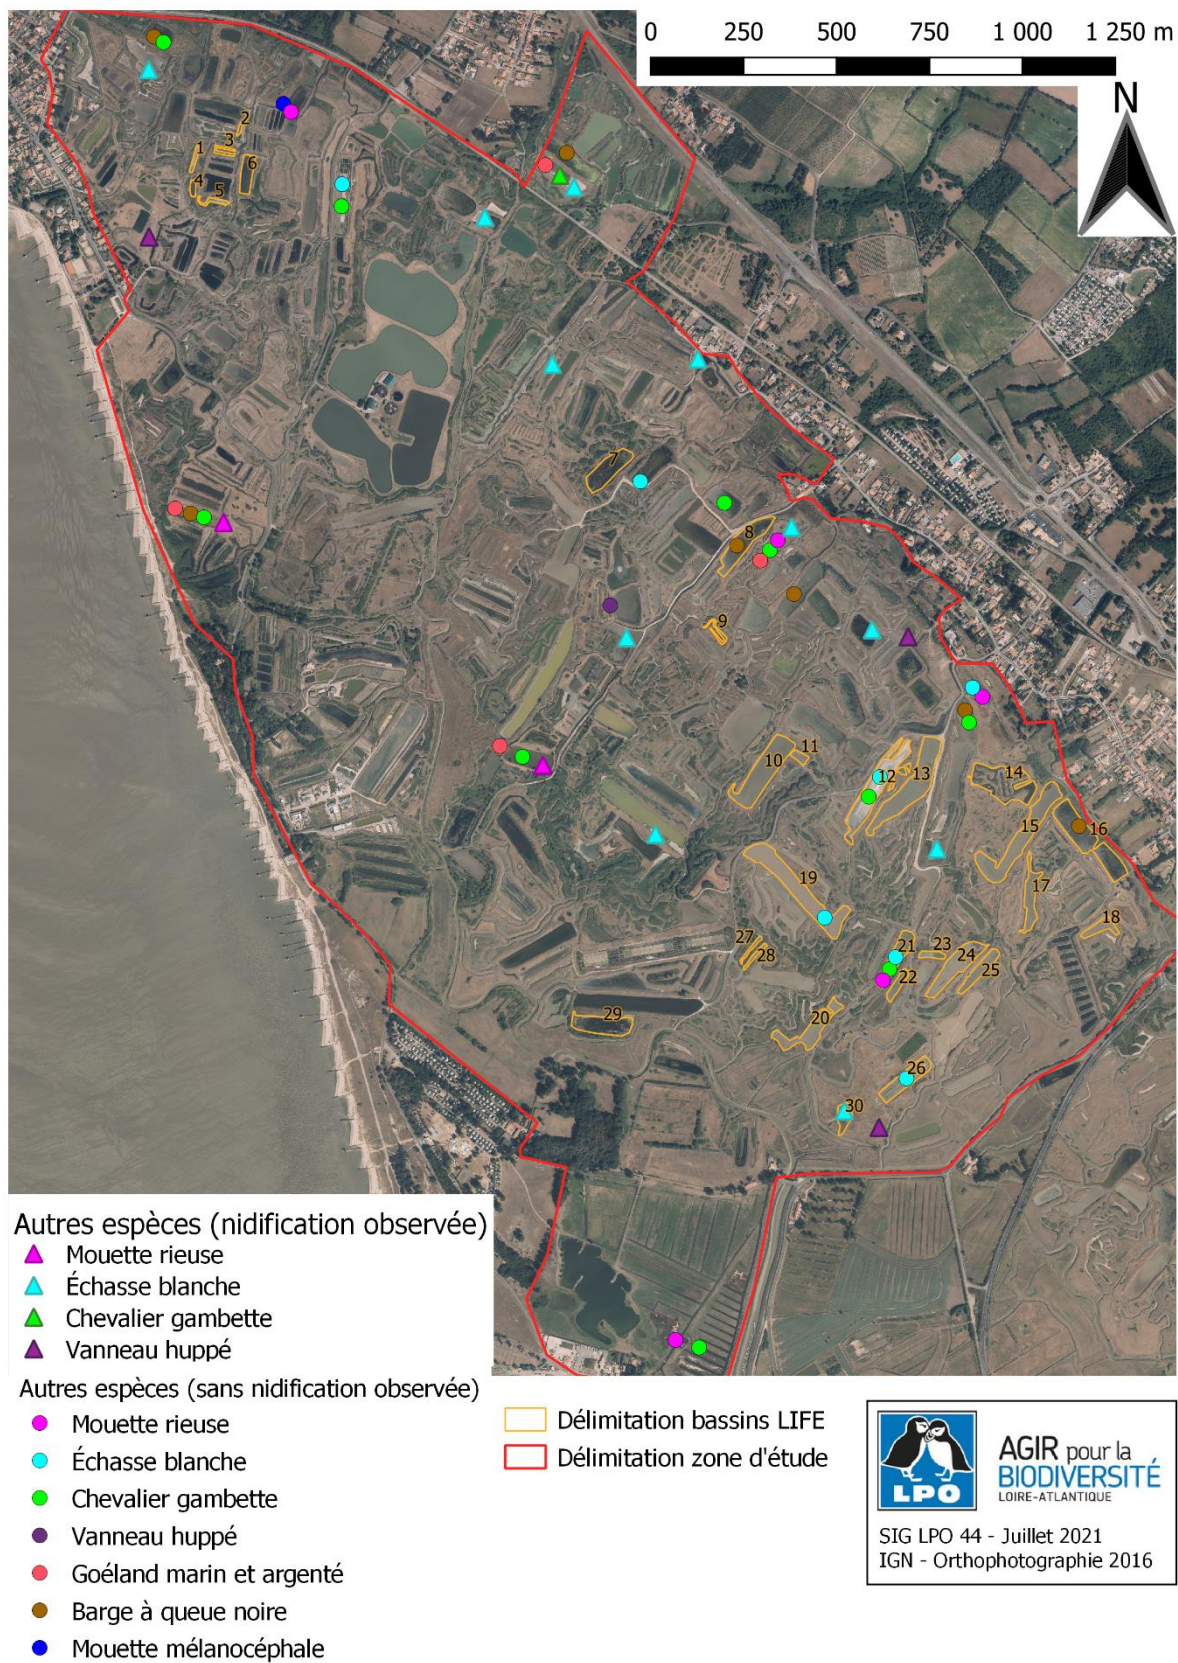 0 250 500 750 1 000 1 250 m
N
1
2
3
4
5
6
7
8
9
10
11
12
13
14
15
16
17
18
19
20
21
22
23
24
25
26
27
28
29
30
Autres espèces (nidification observée)
Mouette rieuse
Échasse blanche
Chevalier gambette
Vanneau huppé
Autres espèces (sans nidification observée)
Mouette rieuse
Échasse blanche
Chevalier gambette
Vanneau huppé
Goéland marin et argenté
Barge à queue noire
Mouette mélanocéphale
Délimitation bassins LIFE
Délimitation zone d'étude
LPO
AGIR pour la
BIODIVERSITÉ
LOIRE-ATLANTIQUE
SIG LPO 44 - Juillet 2021
IGN - Orthophotographie 2016